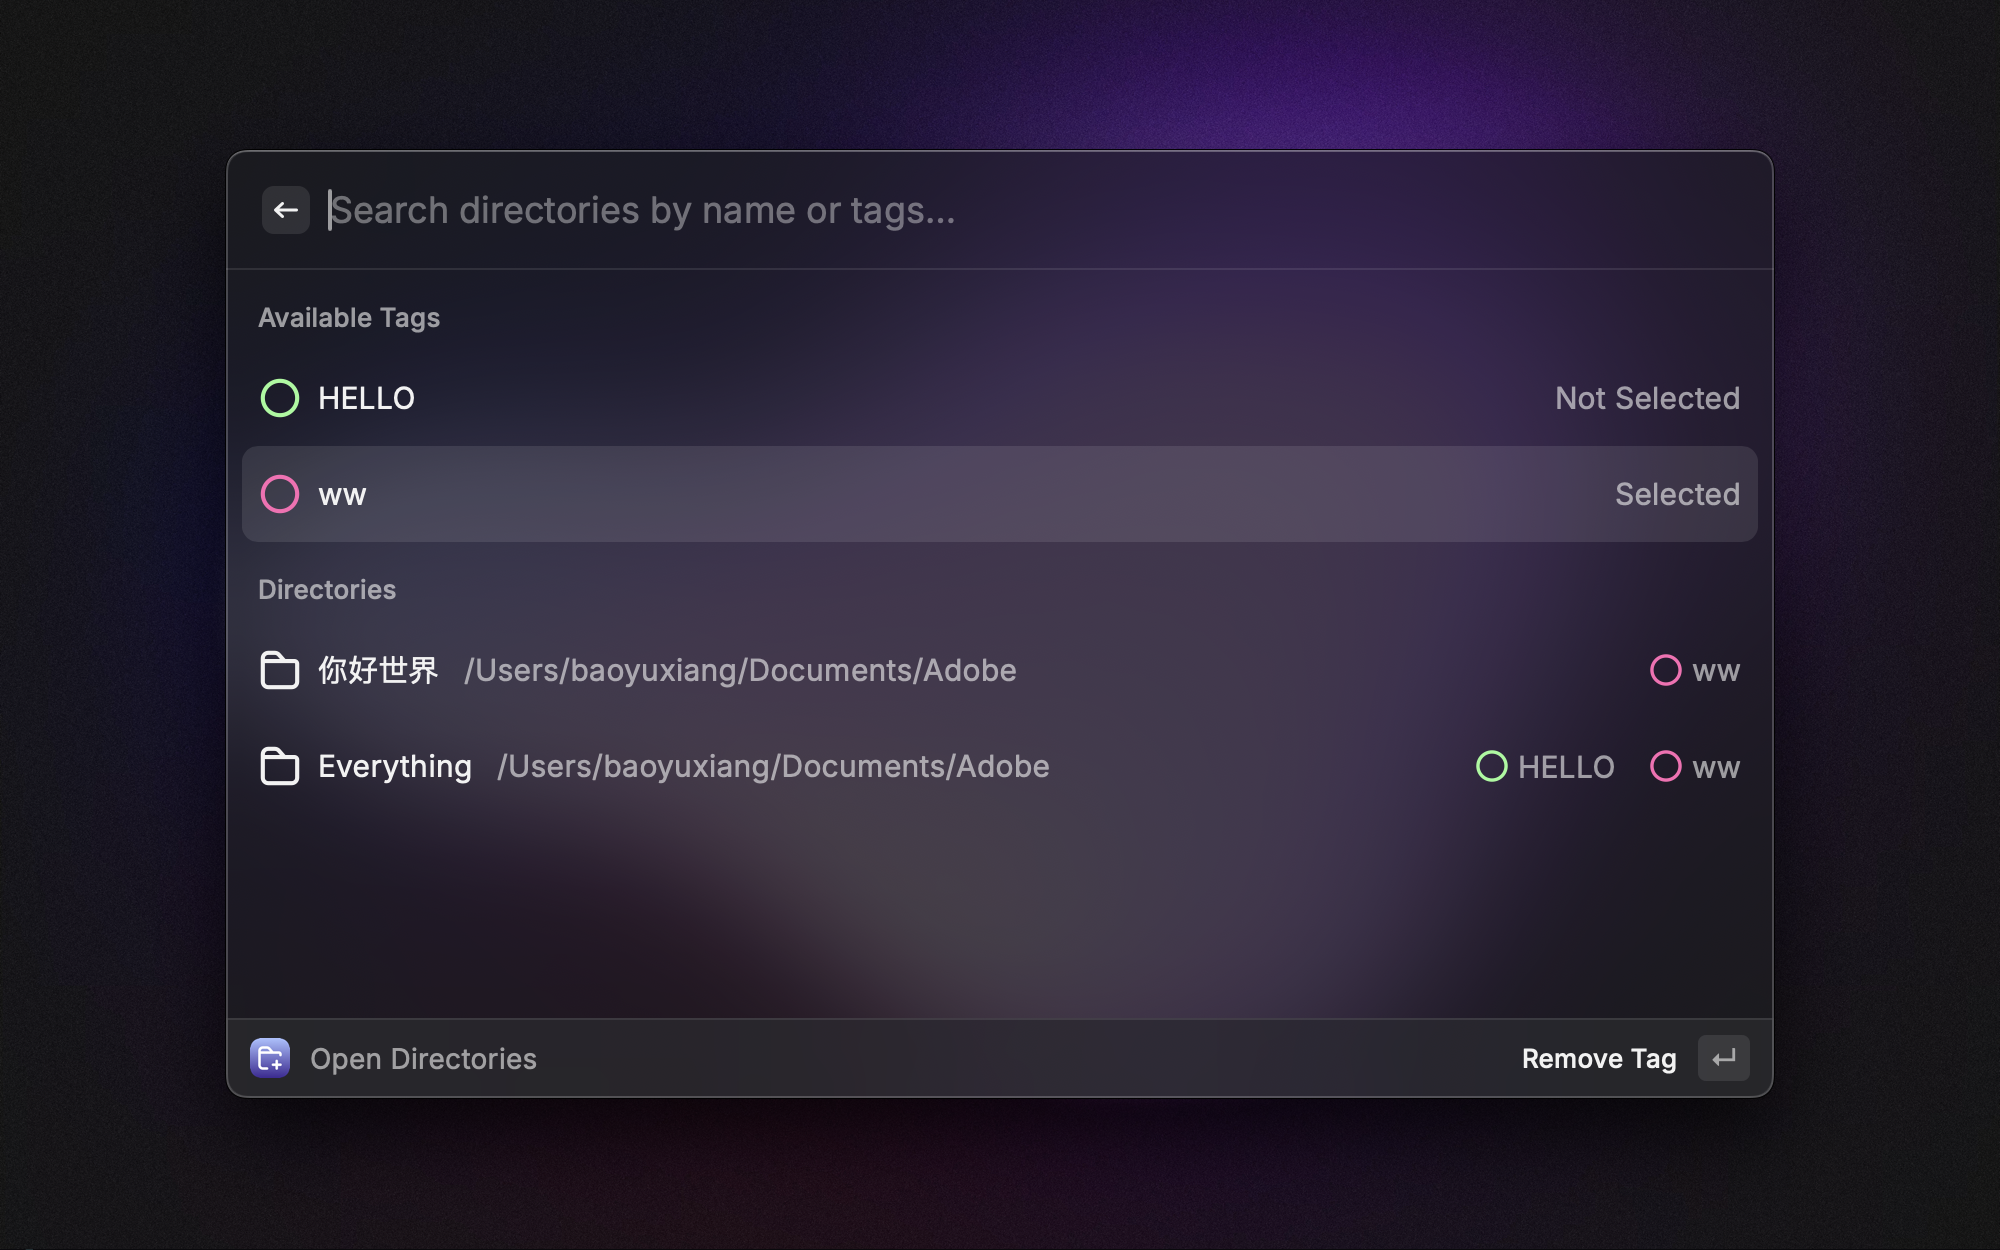 Search directories by name or tags...
Available Tags
HELLO Not Selected
ww Selected
Directories
你好世界 /Users/baoyuxiang/Documents/Adobe ww
Everything /Users/baoyuxiang/Documents/Adobe HELLO ww
Open Directories Remove Tag